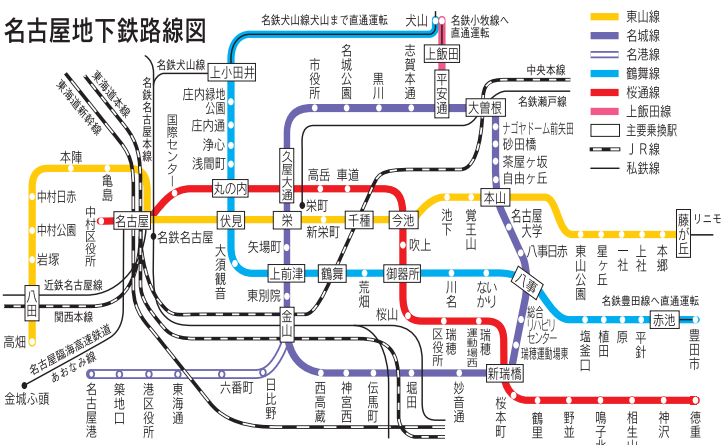 名古屋地下鉄路線図
名鉄犬山線犬山まで直通運転
犬山
名鉄小牧線へ
直通運転
東山線
名城線
名港線
鶴舞線
桜通線
上飯田線
主要乗換駅
JR線
私鉄線
名鉄犬山線
上小田井
庄内緑地
公園
庄内通
浄心
浅間町
丸の内
市役所
名城公園
黒川
志賀本通
上飯田
平安通
大曽根
中央本線
名鉄瀬戸線
ナゴヤドーム前矢田
砂田橋
茶屋ヶ坂
自由ヶ丘
東海道本線
東海道新幹線
名鉄名古屋本線
国際センター
久屋大通
高岳
車道
栄町
本陣
亀島
中村日赤
中村公園
岩塚
中村区役所
名古屋
名鉄名古屋
伏見
栄
新栄町
千種
今池
池下
覚王山
本山
名古屋
大学
八事日赤
東山公園
星ヶ丘
一社
上社
本郷
藤が丘
リニモ
近鉄名古屋線
関西本線
八田
高畑
名古屋臨海高速鉄道
あおなみ線
金城ふ頭
大須観音
矢場町
上前津
東別院
金山
鶴舞
荒畑
吹上
御器所
川名
いりなか
八事
名鉄豊田線へ直通運転
塩釜口
植田
原
平針
赤池
豊田市
総合
リハビリ
センター
瑞穂運動場東
桜山
瑞穂区役所
瑞穂運動場西
新瑞橋
名古屋港
築地口
港区役所
東海通
六番町
日比野
西高蔵
神宮西
伝馬町
堀田
妙音通
桜本町
鶴里
野並
鳴子北
相生山
神沢
徳重